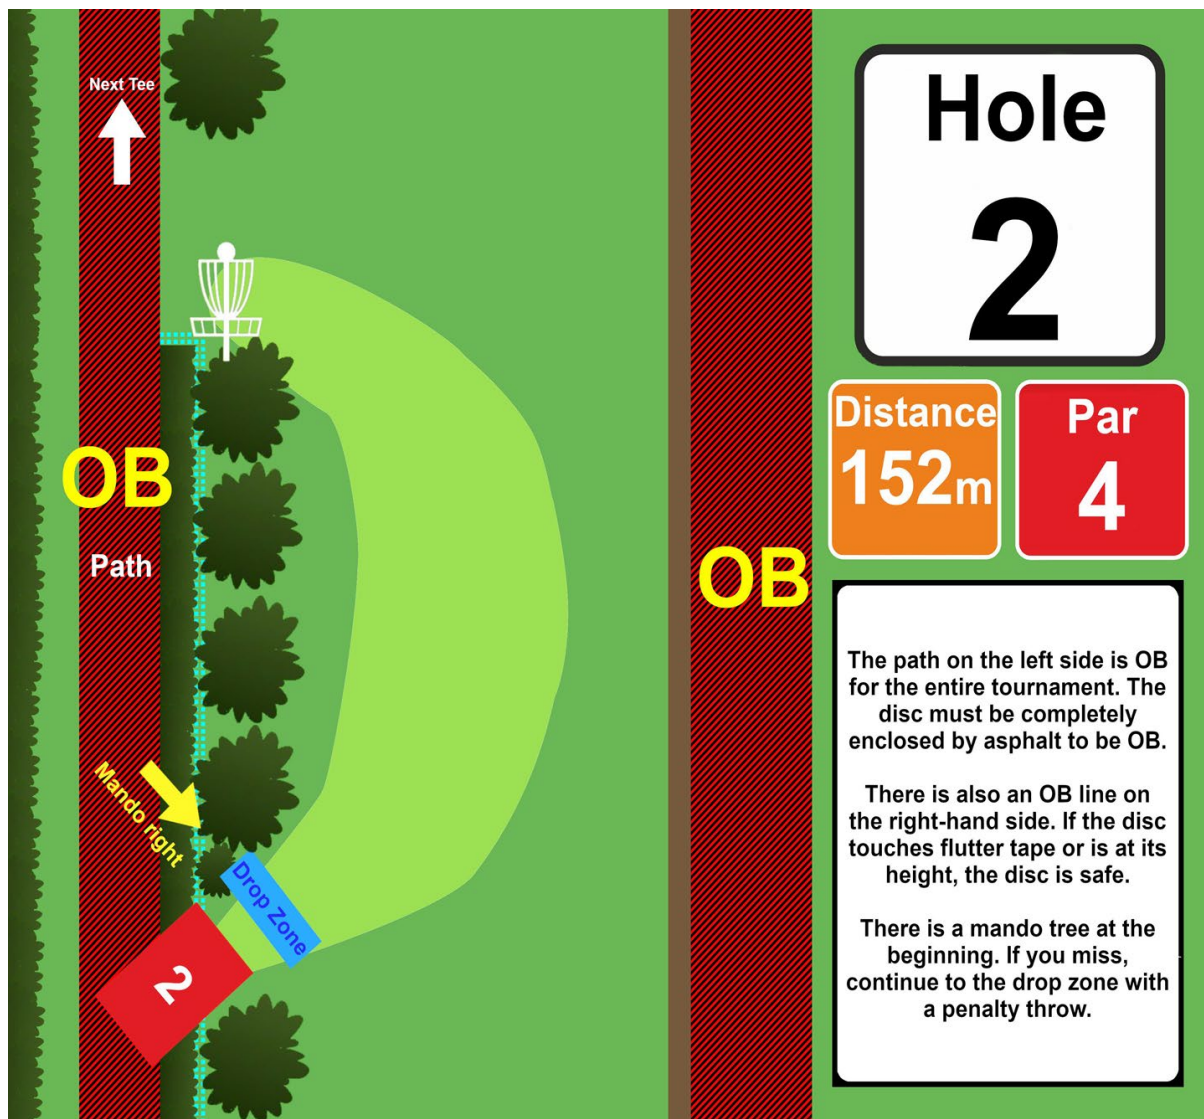 Next Tee
OB
Path
Mando right
Drop Zone
2
OB
Hole
2
Distance
152m
Par
4
The path on the left side is OB
for the entire tournament. The
disc must be completely
enclosed by asphalt to be OB.
There is also an OB line on
the right-hand side. If the disc
touches flutter tape or is at its
height, the disc is safe.
There is a mando tree at the
beginning. If you miss,
continue to the drop zone with
a penalty throw.